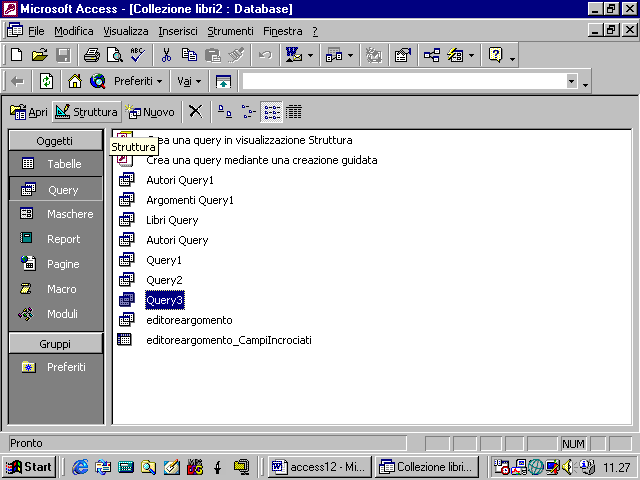 Microsoft Access - [Collezione libri2 : Database]
File Modifica Visualizza Inserisci Strumenti Finestra ?
Preferiti Vai
Apri Struttura Nuovo
Oggetti
Tabelle
Query
Maschere
Report
Pagine
Macro
Moduli
Gruppi
Preferiti
Struttura
Crea una query in visualizzazione Struttura
Crea una query mediante una creazione guidata
Autori Query1
Argomenti Query1
Libri Query
Autori Query
Query1
Query2
Query3
editoreargomento
editoreargomento_CampiIncrociati
Pronto NUM
Start access12 - Mi... Collezione libri... 11.27